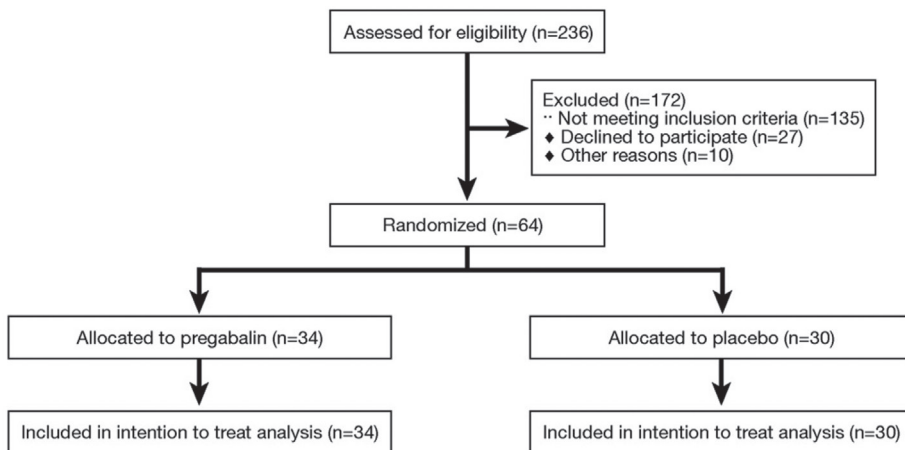 Assessed for eligibility (n=236)
Excluded (n=172)
·· Not meeting inclusion criteria (n=135)
♦ Declined to participate (n=27)
♦ Other reasons (n=10)
Randomized (n=64)
Allocated to pregabalin (n=34)
Allocated to placebo (n=30)
Included in intention to treat analysis (n=34)
Included in intention to treat analysis (n=30)